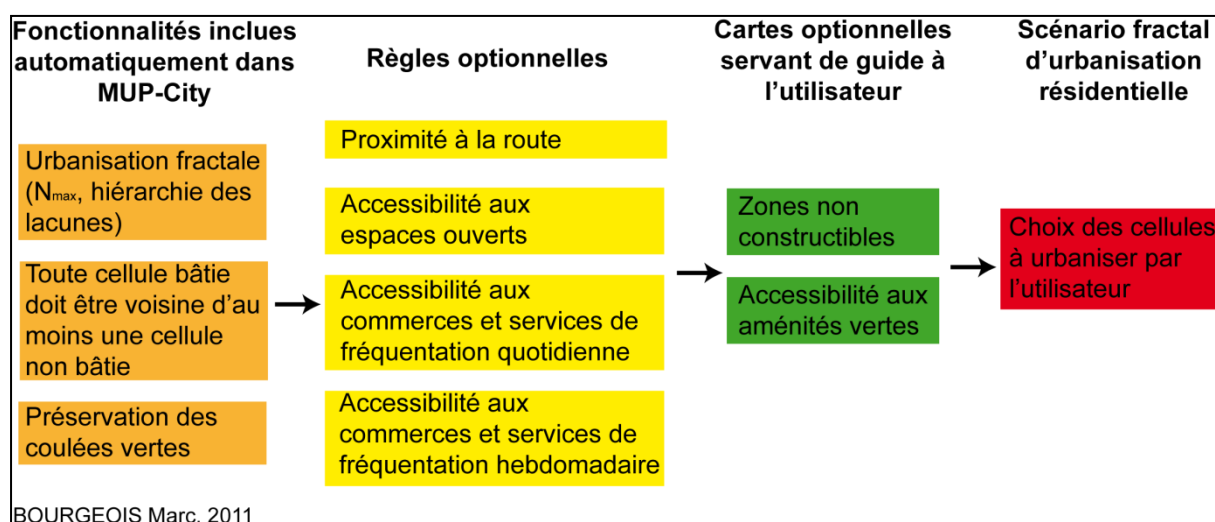 Fonctionnalités inclues
automatiquement dans
MUP-City
Urbanisation fractale
(Nmax, hiérarchie des
lacunes)
Toute cellule bâtie
doit être voisine d'au
moins une cellule
non bâtie
Préservation des
coulées vertes
Règles optionnelles
Proximité à la route
Accessibilité aux
espaces ouverts
Accessibilité aux
commerces et services de
fréquentation quotidienne
Accessibilité aux
commerces et services de
fréquentation hebdomadaire
Cartes optionnelles
servant de guide à
l'utilisateur
Zones non
constructibles
Accessibilité aux
aménités vertes
Scénario fractal
d'urbanisation
résidentielle
Choix des cellules
à urbaniser par
l'utilisateur
BOURGEOIS Marc, 2011